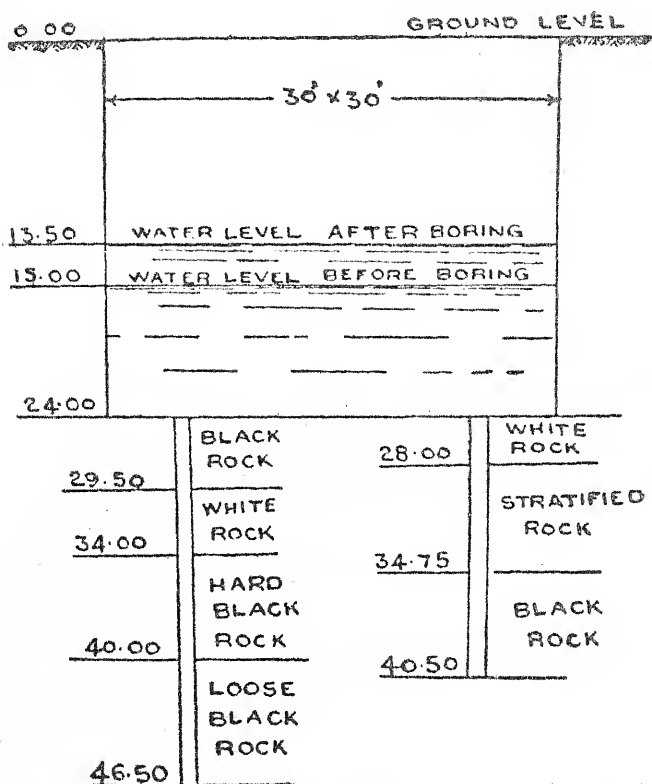 0.00 GROUND LEVEL
30' x 30'
13.50 WATER LEVEL AFTER BORING
15.00 WATER LEVEL BEFORE BORING
24.00
BLACK
ROCK
29.50
WHITE
ROCK
34.00
HARD
BLACK
ROCK
40.00
LOOSE
BLACK
ROCK
46.50
WHITE
ROCK
28.00
STRATIFIED
ROCK
34.75
BLACK
ROCK
40.50